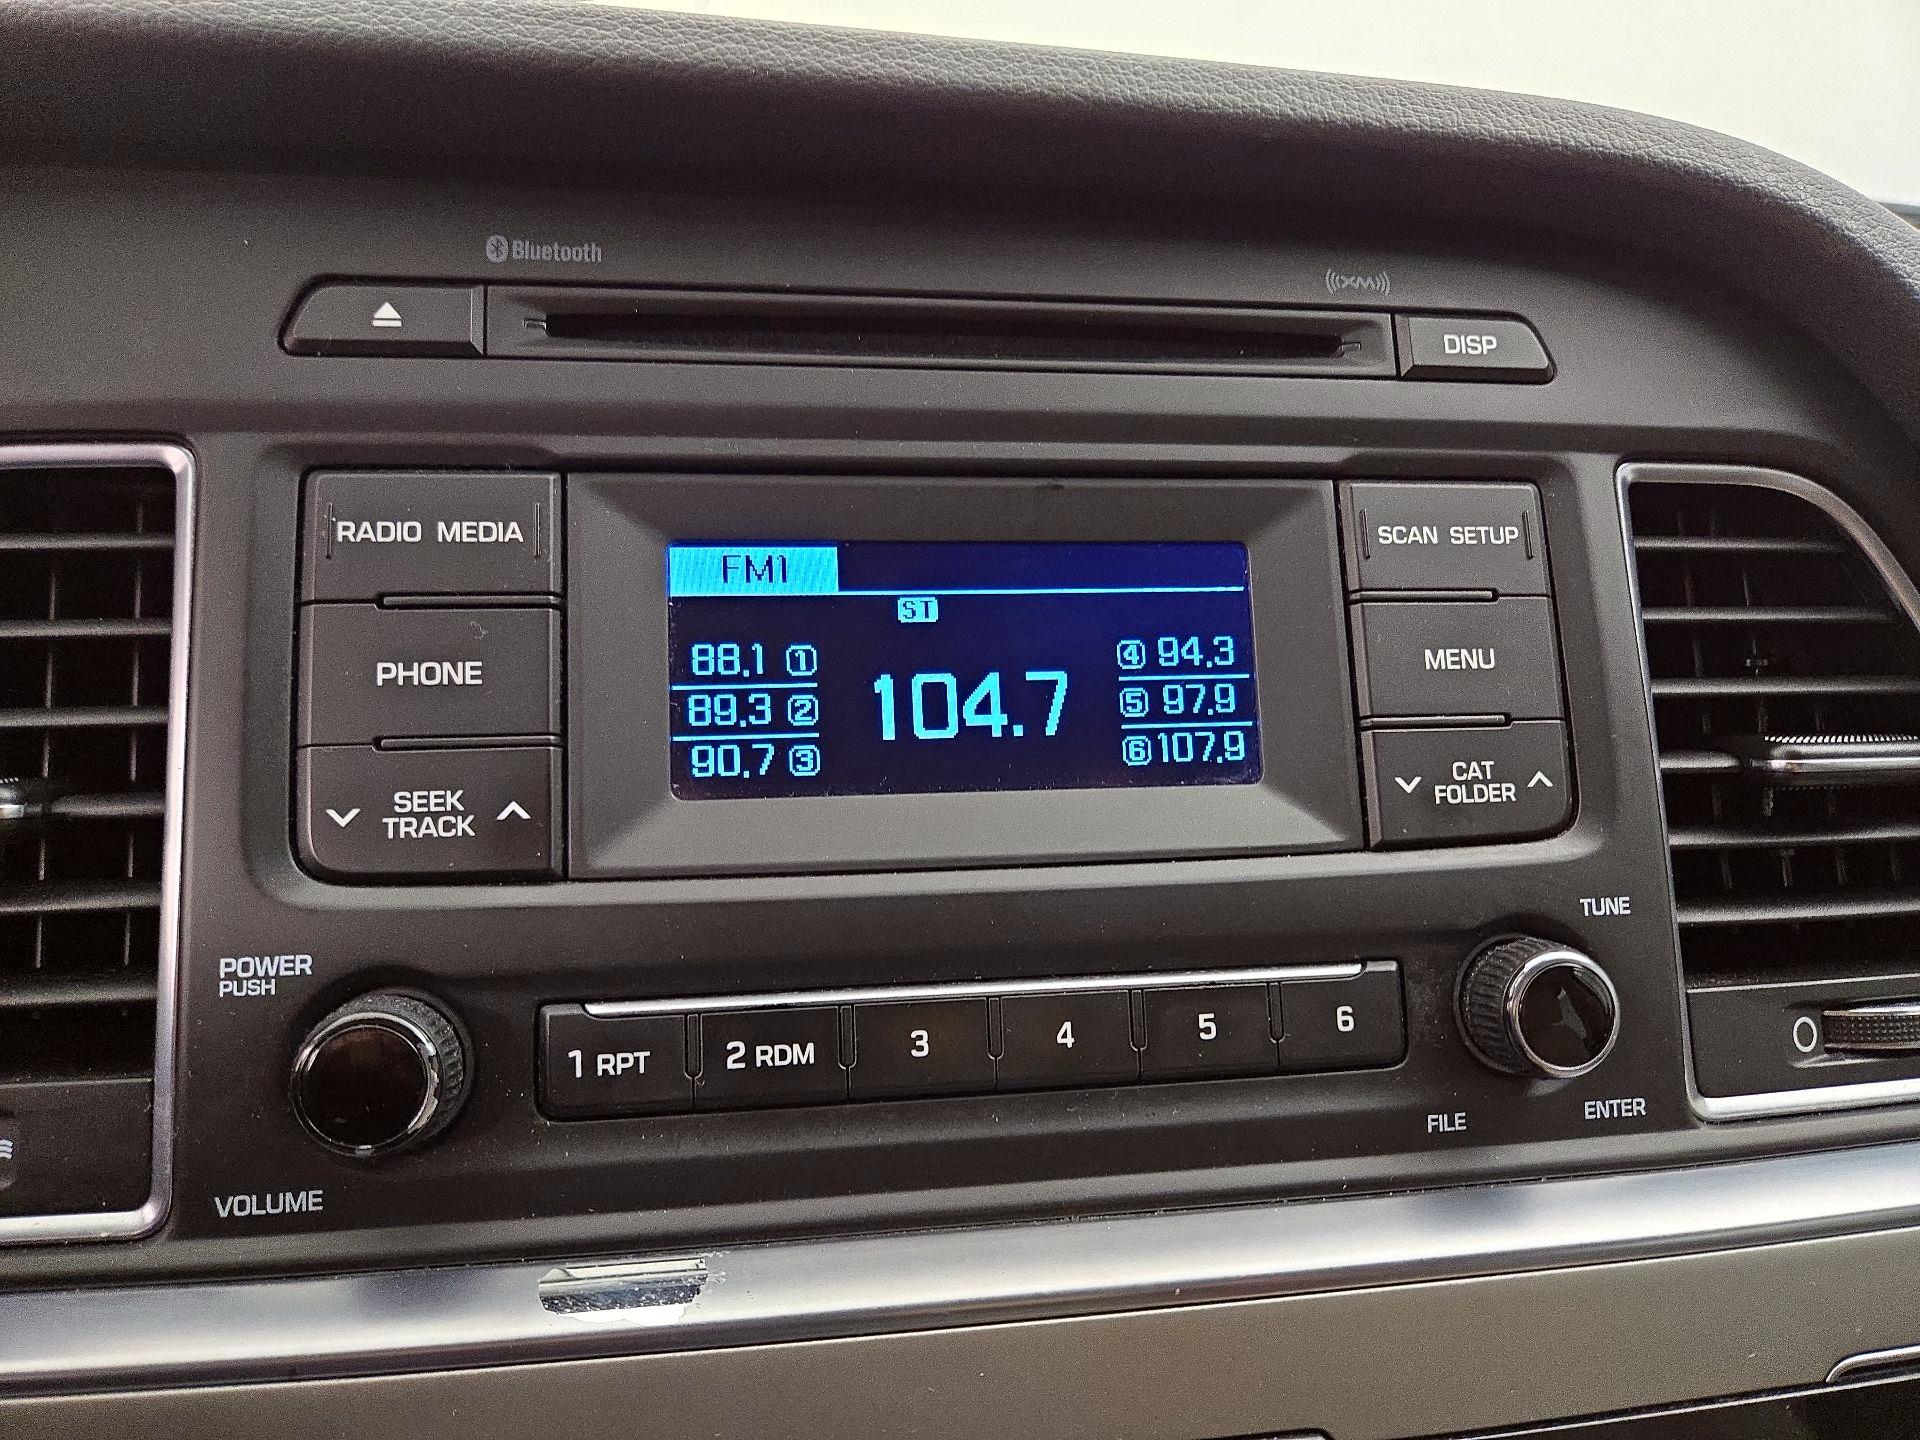 Bluetooth
((XM))
DISP
RADIO MEDIA
SCAN SETUP
FM1
ST
PHONE
MENU
88.1 1
89.3 2
90.7 3
104.7
4 94.3
5 97.9
6 107.9
SEEK
TRACK
CAT
FOLDER
TUNE
POWER
PUSH
1 RPT
2 RDM
3
4
5
6
FILE
ENTER
VOLUME